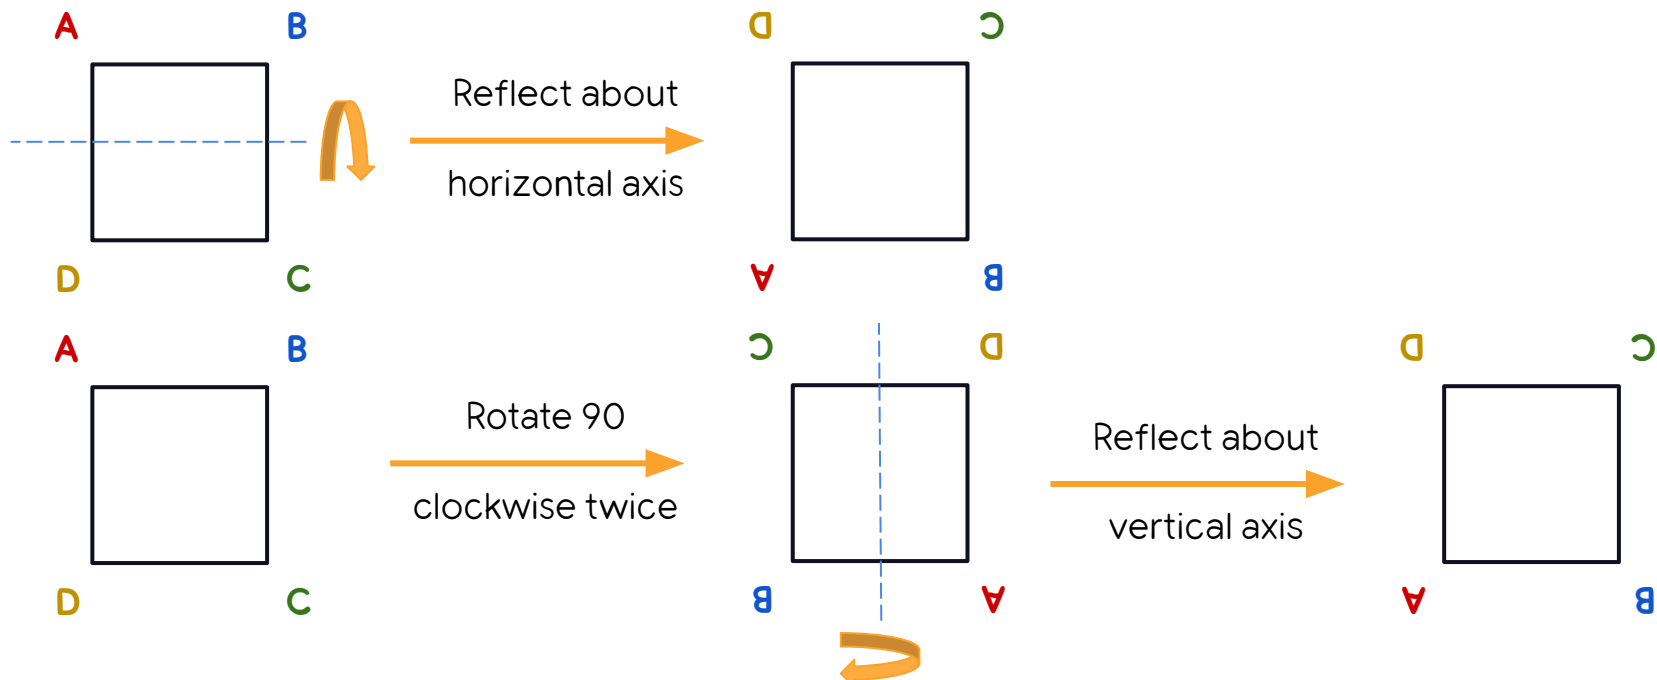 A B
D C
Reflect about
horizontal axis
D C
A B
A B
D C
Rotate 90
clockwise twice
C D
B A
Reflect about
vertical axis
D C
A B